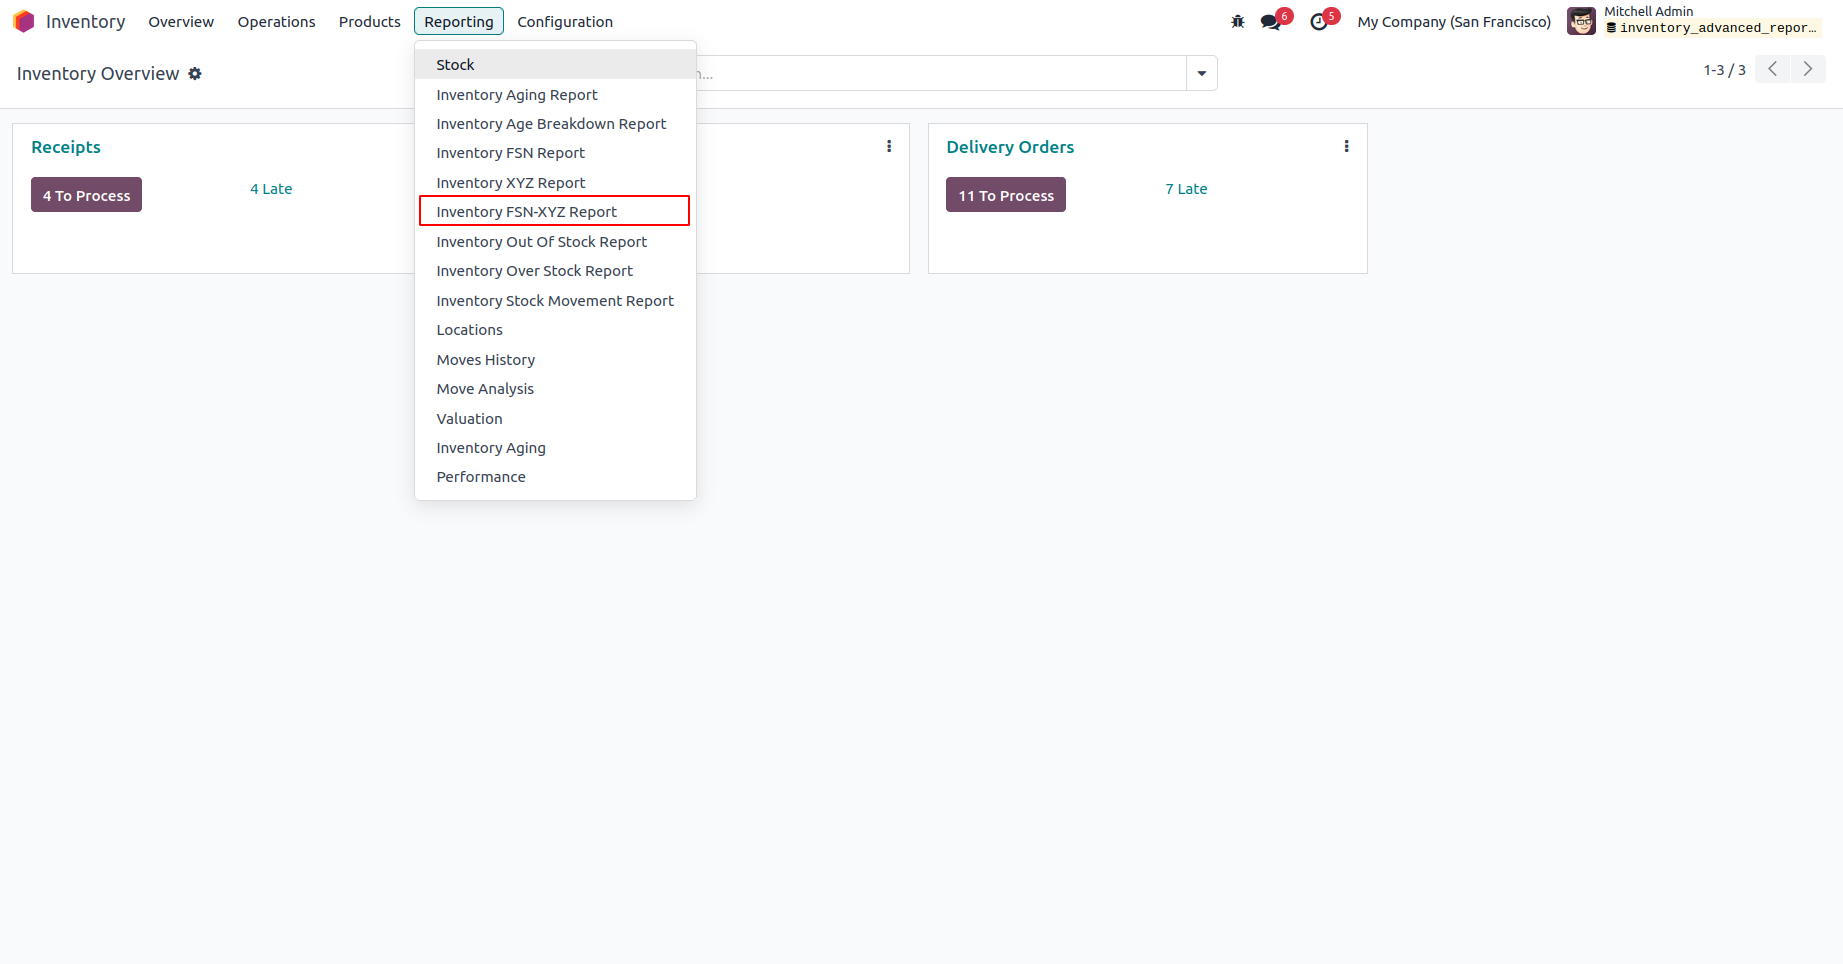 Inventory Overview Operations Products Reporting Configuration 6 5 My Company (San Francisco) Mitchell Admin
inventory_advanced_repor...
Inventory Overview
1-3 / 3
Stock
Inventory Aging Report
Inventory Age Breakdown Report
Inventory FSN Report
Inventory XYZ Report
Inventory FSN-XYZ Report
Inventory Out Of Stock Report
Inventory Over Stock Report
Inventory Stock Movement Report
Locations
Moves History
Move Analysis
Valuation
Inventory Aging
Performance
Receipts
4 To Process 4 Late
Delivery Orders
11 To Process 7 Late